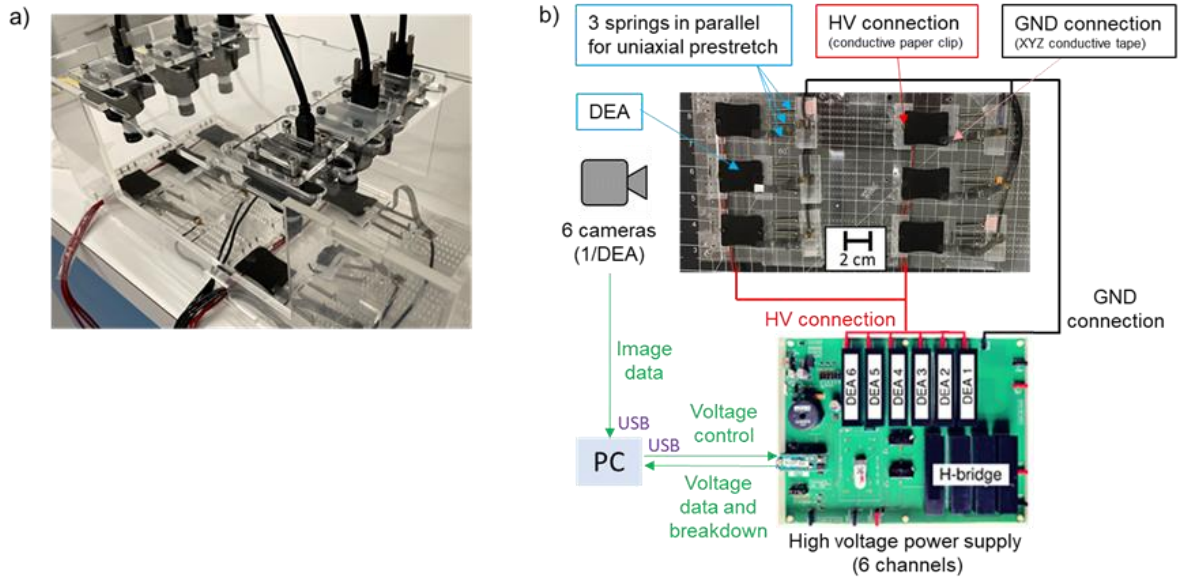 a)
b)
3 springs in parallel
for uniaxial prestretch
HV connection
(conductive paper clip)
GND connection
(XYZ conductive tape)
DEA
6 cameras
(1/DEA)
2 cm
HV connection
GND
connection
Image
data
USB
USB
PC
Voltage
control
Voltage
data and
breakdown
DEA 6
DEA 5
DEA 4
DEA 3
DEA 2
DEA 1
H-bridge
High voltage power supply
(6 channels)